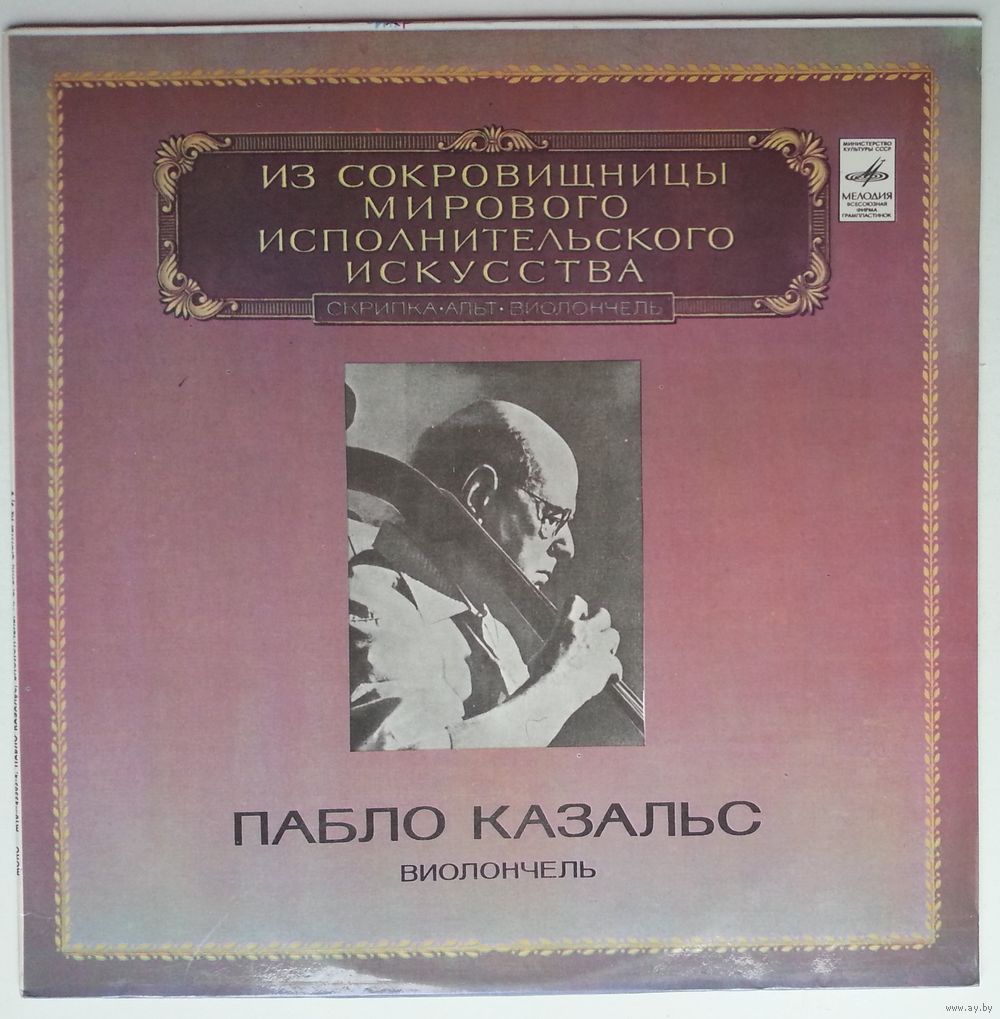 ИЗ СОКРОВИЩНИЦЫ
МИРОВОГО
ИСПОЛНИТЕЛЬСКОГО
ИСКУССТВА
СКРИПКА·АЛЬТ·ВИОЛОНЧЕЛЬ
МИНИСТЕРСТВО
КУЛЬТУРЫ СССР
МЕЛОДИЯ
ВСЕСОЮЗНАЯ
ФИРМА
ГРАМПЛАСТИНОК
ПАБЛО КАЗАЛЬС
ВИОЛОНЧЕЛЬ
МОНО
www.ay.by